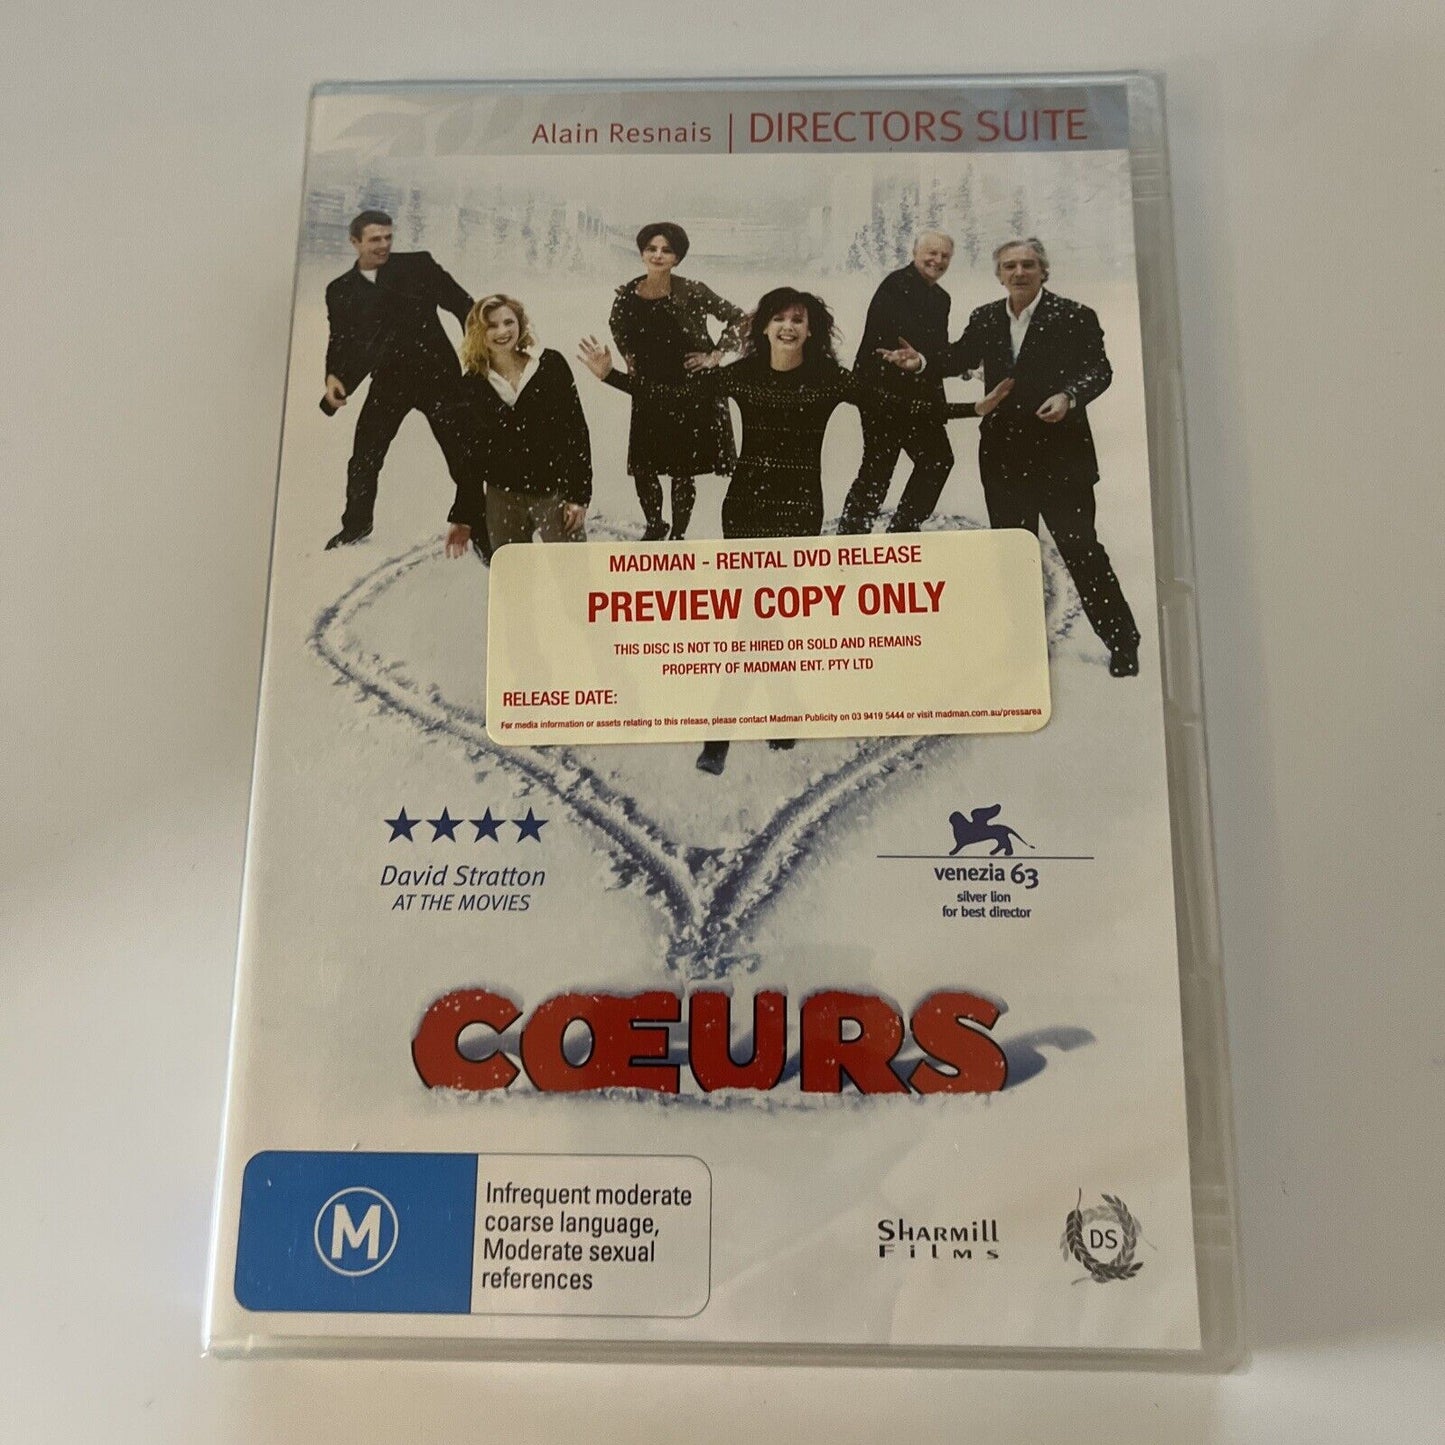 Alain Resnais | DIRECTORS SUITE
MADMAN - RENTAL DVD RELEASE
PREVIEW COPY ONLY
THIS DISC IS NOT TO BE HIRED OR SOLD AND REMAINS
PROPERTY OF MADMAN ENT. PTY LTD
RELEASE DATE:
For media information or assets relating to this release, please contact Madman Publicity on 03 9419 5444 or visit madman.com.au/pressarea
★★★★
David Stratton
AT THE MOVIES
venezia 63
silver lion
for best director
CŒURS
M
Infrequent moderate
coarse language,
Moderate sexual
references
SHARMILL
FILMS
DS